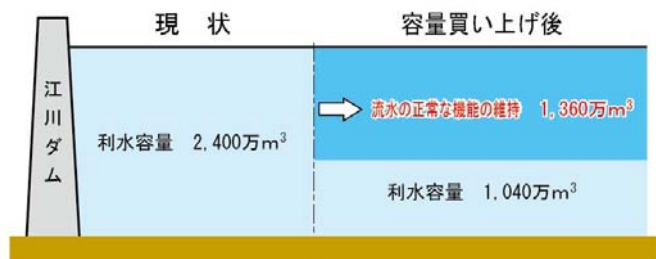 現　状
容量買い上げ後
江川ダム
利水容量　2,400万m³
流水の正常な機能の維持　1,360万m³
利水容量　1,040万m³